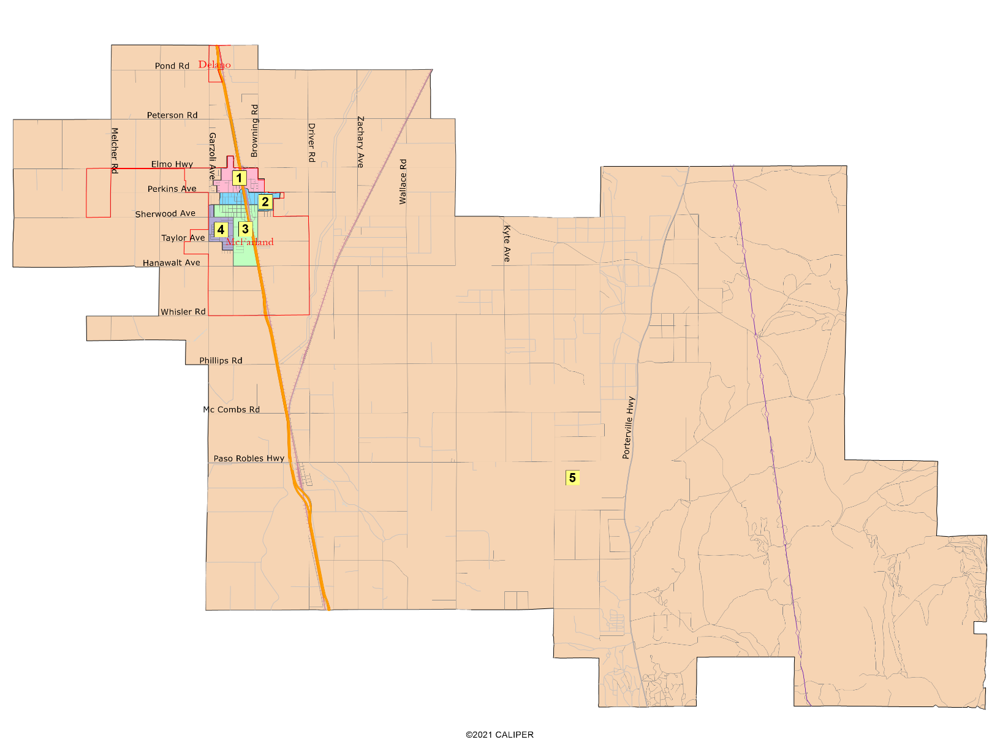 Pond Rd
Delano
Peterson Rd
Browning Rd
Melcher Rd
Garzoli Ave
Driver Rd
Zachary Ave
Elmo Hwy
Wallace Rd
1
Perkins Ave
2
Sherwood Ave
4
3
Taylor Ave
McFarland
Kyte Ave
Hanawalt Ave
Whisler Rd
Phillips Rd
Mc Combs Rd
Porterville Hwy
Paso Robles Hwy
5
©2021 CALIPER